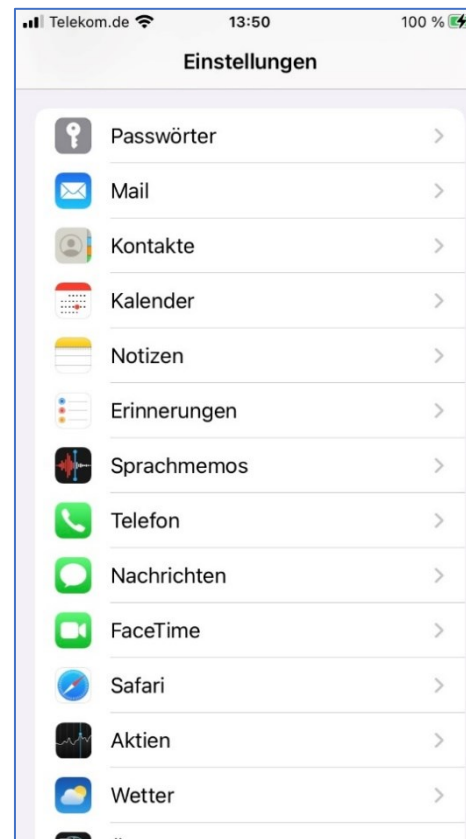 Telekom.de 13:50 100 %
Einstellungen
Passwörter
Mail
Kontakte
Kalender
Notizen
Erinnerungen
Sprachmemos
Telefon
Nachrichten
FaceTime
Safari
Aktien
Wetter